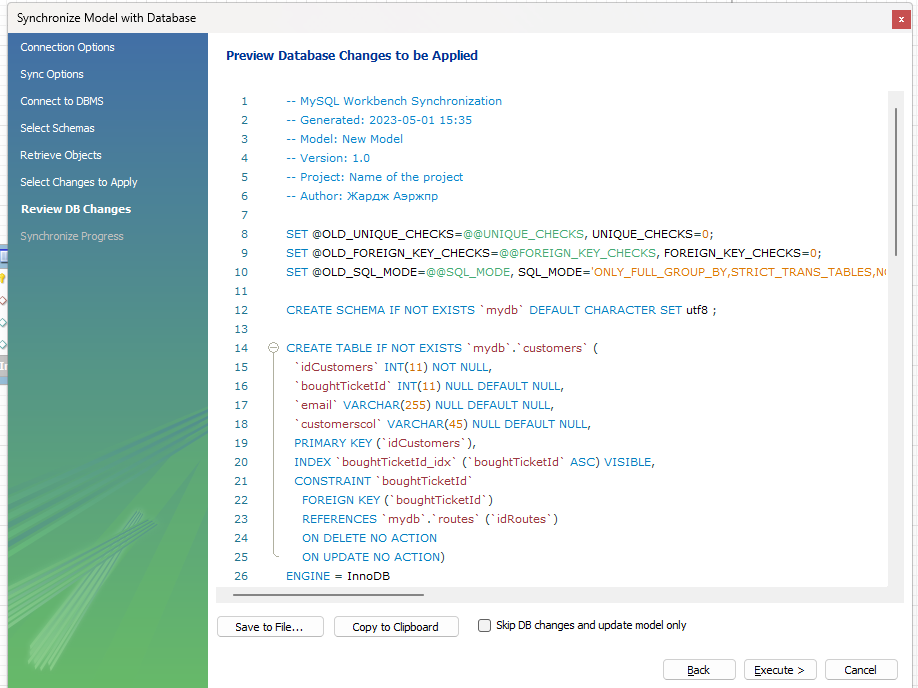 Synchronize Model with Database
x
Connection Options
Sync Options
Connect to DBMS
Select Schemas
Retrieve Objects
Select Changes to Apply
Review DB Changes
Synchronize Progress
Preview Database Changes to be Applied
1 -- MySQL Workbench Synchronization
2 -- Generated: 2023-05-01 15:35
3 -- Model: New Model
4 -- Version: 1.0
5 -- Project: Name of the project
6 -- Author: Жардж Аэржпр
7
8 SET @OLD_UNIQUE_CHECKS=@@UNIQUE_CHECKS, UNIQUE_CHECKS=0;
9 SET @OLD_FOREIGN_KEY_CHECKS=@@FOREIGN_KEY_CHECKS, FOREIGN_KEY_CHECKS=0;
10 SET @OLD_SQL_MODE=@@SQL_MODE, SQL_MODE='ONLY_FULL_GROUP_BY,STRICT_TRANS_TABLES,NO
11
12 CREATE SCHEMA IF NOT EXISTS `mydb` DEFAULT CHARACTER SET utf8 ;
13
14 CREATE TABLE IF NOT EXISTS `mydb`.`customers` (
15 `idCustomers` INT(11) NOT NULL,
16 `boughtTicketId` INT(11) NULL DEFAULT NULL,
17 `email` VARCHAR(255) NULL DEFAULT NULL,
18 `customerscol` VARCHAR(45) NULL DEFAULT NULL,
19 PRIMARY KEY (`idCustomers`),
20 INDEX `boughtTicketId_idx` (`boughtTicketId` ASC) VISIBLE,
21 CONSTRAINT `boughtTicketId`
22 FOREIGN KEY (`boughtTicketId`)
23 REFERENCES `mydb`.`routes` (`idRoutes`)
24 ON DELETE NO ACTION
25 ON UPDATE NO ACTION)
26 ENGINE = InnoDB
Save to File...
Copy to Clipboard
Skip DB changes and update model only
Back
Execute >
Cancel